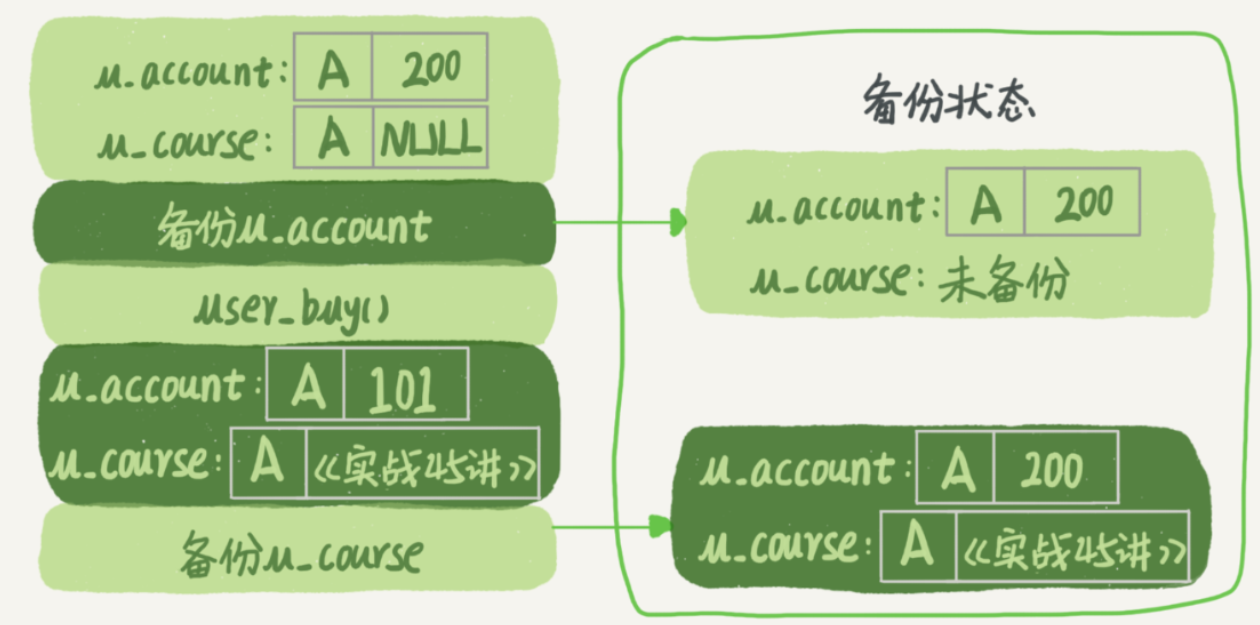 u_account: A 200
u_course: A NULL
备份u_account
user_buy()
u_account: A 101
u_course: A 《实战45讲》
备份u_course
备份状态
u_account: A 200
u_course: 未备份
u_account: A 200
u_course: A 《实战45讲》